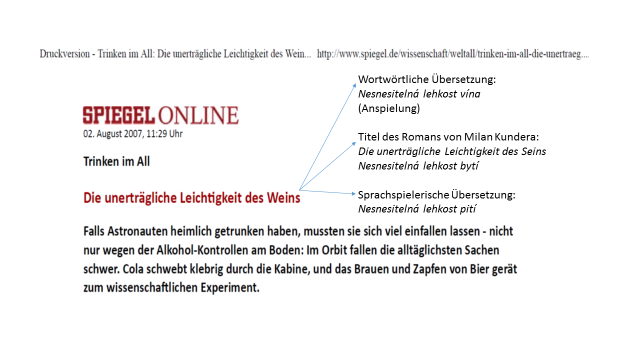 Druckversion - Trinken im All: Die unerträgliche Leichtigkeit des Wein... http://www.spiegel.de/wissenschaft/weltall/trinken-im-all-die-unertraeg....
Wortwörtliche Übersetzung:
Nesnesitelná lehkost vína
(Anspielung)
SPIEGEL ONLINE
02. August 2007, 11:29 Uhr
Titel des Romans von Milan Kundera:
Die unerträgliche Leichtigkeit des Seins
Nesnesitelná lehkost bytí
Trinken im All
Die unerträgliche Leichtigkeit des Weins
Sprachspielerische Übersetzung:
Nesnesitelná lehkost pití
Falls Astronauten heimlich getrunken haben, mussten sie sich viel einfallen lassen - nicht
nur wegen der Alkohol-Kontrollen am Boden: Im Orbit fallen die alltäglichsten Sachen
schwer. Cola schwebt klebrig durch die Kabine, und das Brauen und Zapfen von Bier gerät
zum wissenschaftlichen Experiment.